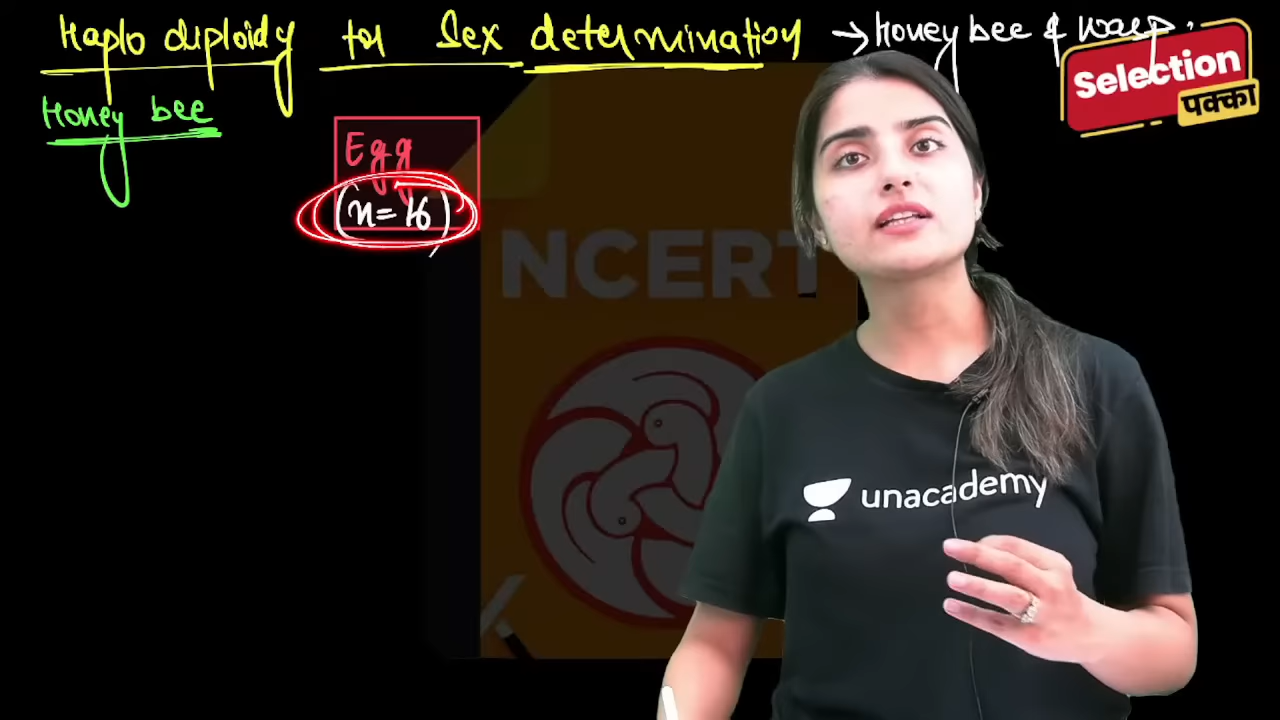 Haplo diploidy for Sex determination → Honey bee & wasp.
Selection
पक्का
Honey bee
Egg
(n=16)
NCERT
unacademy